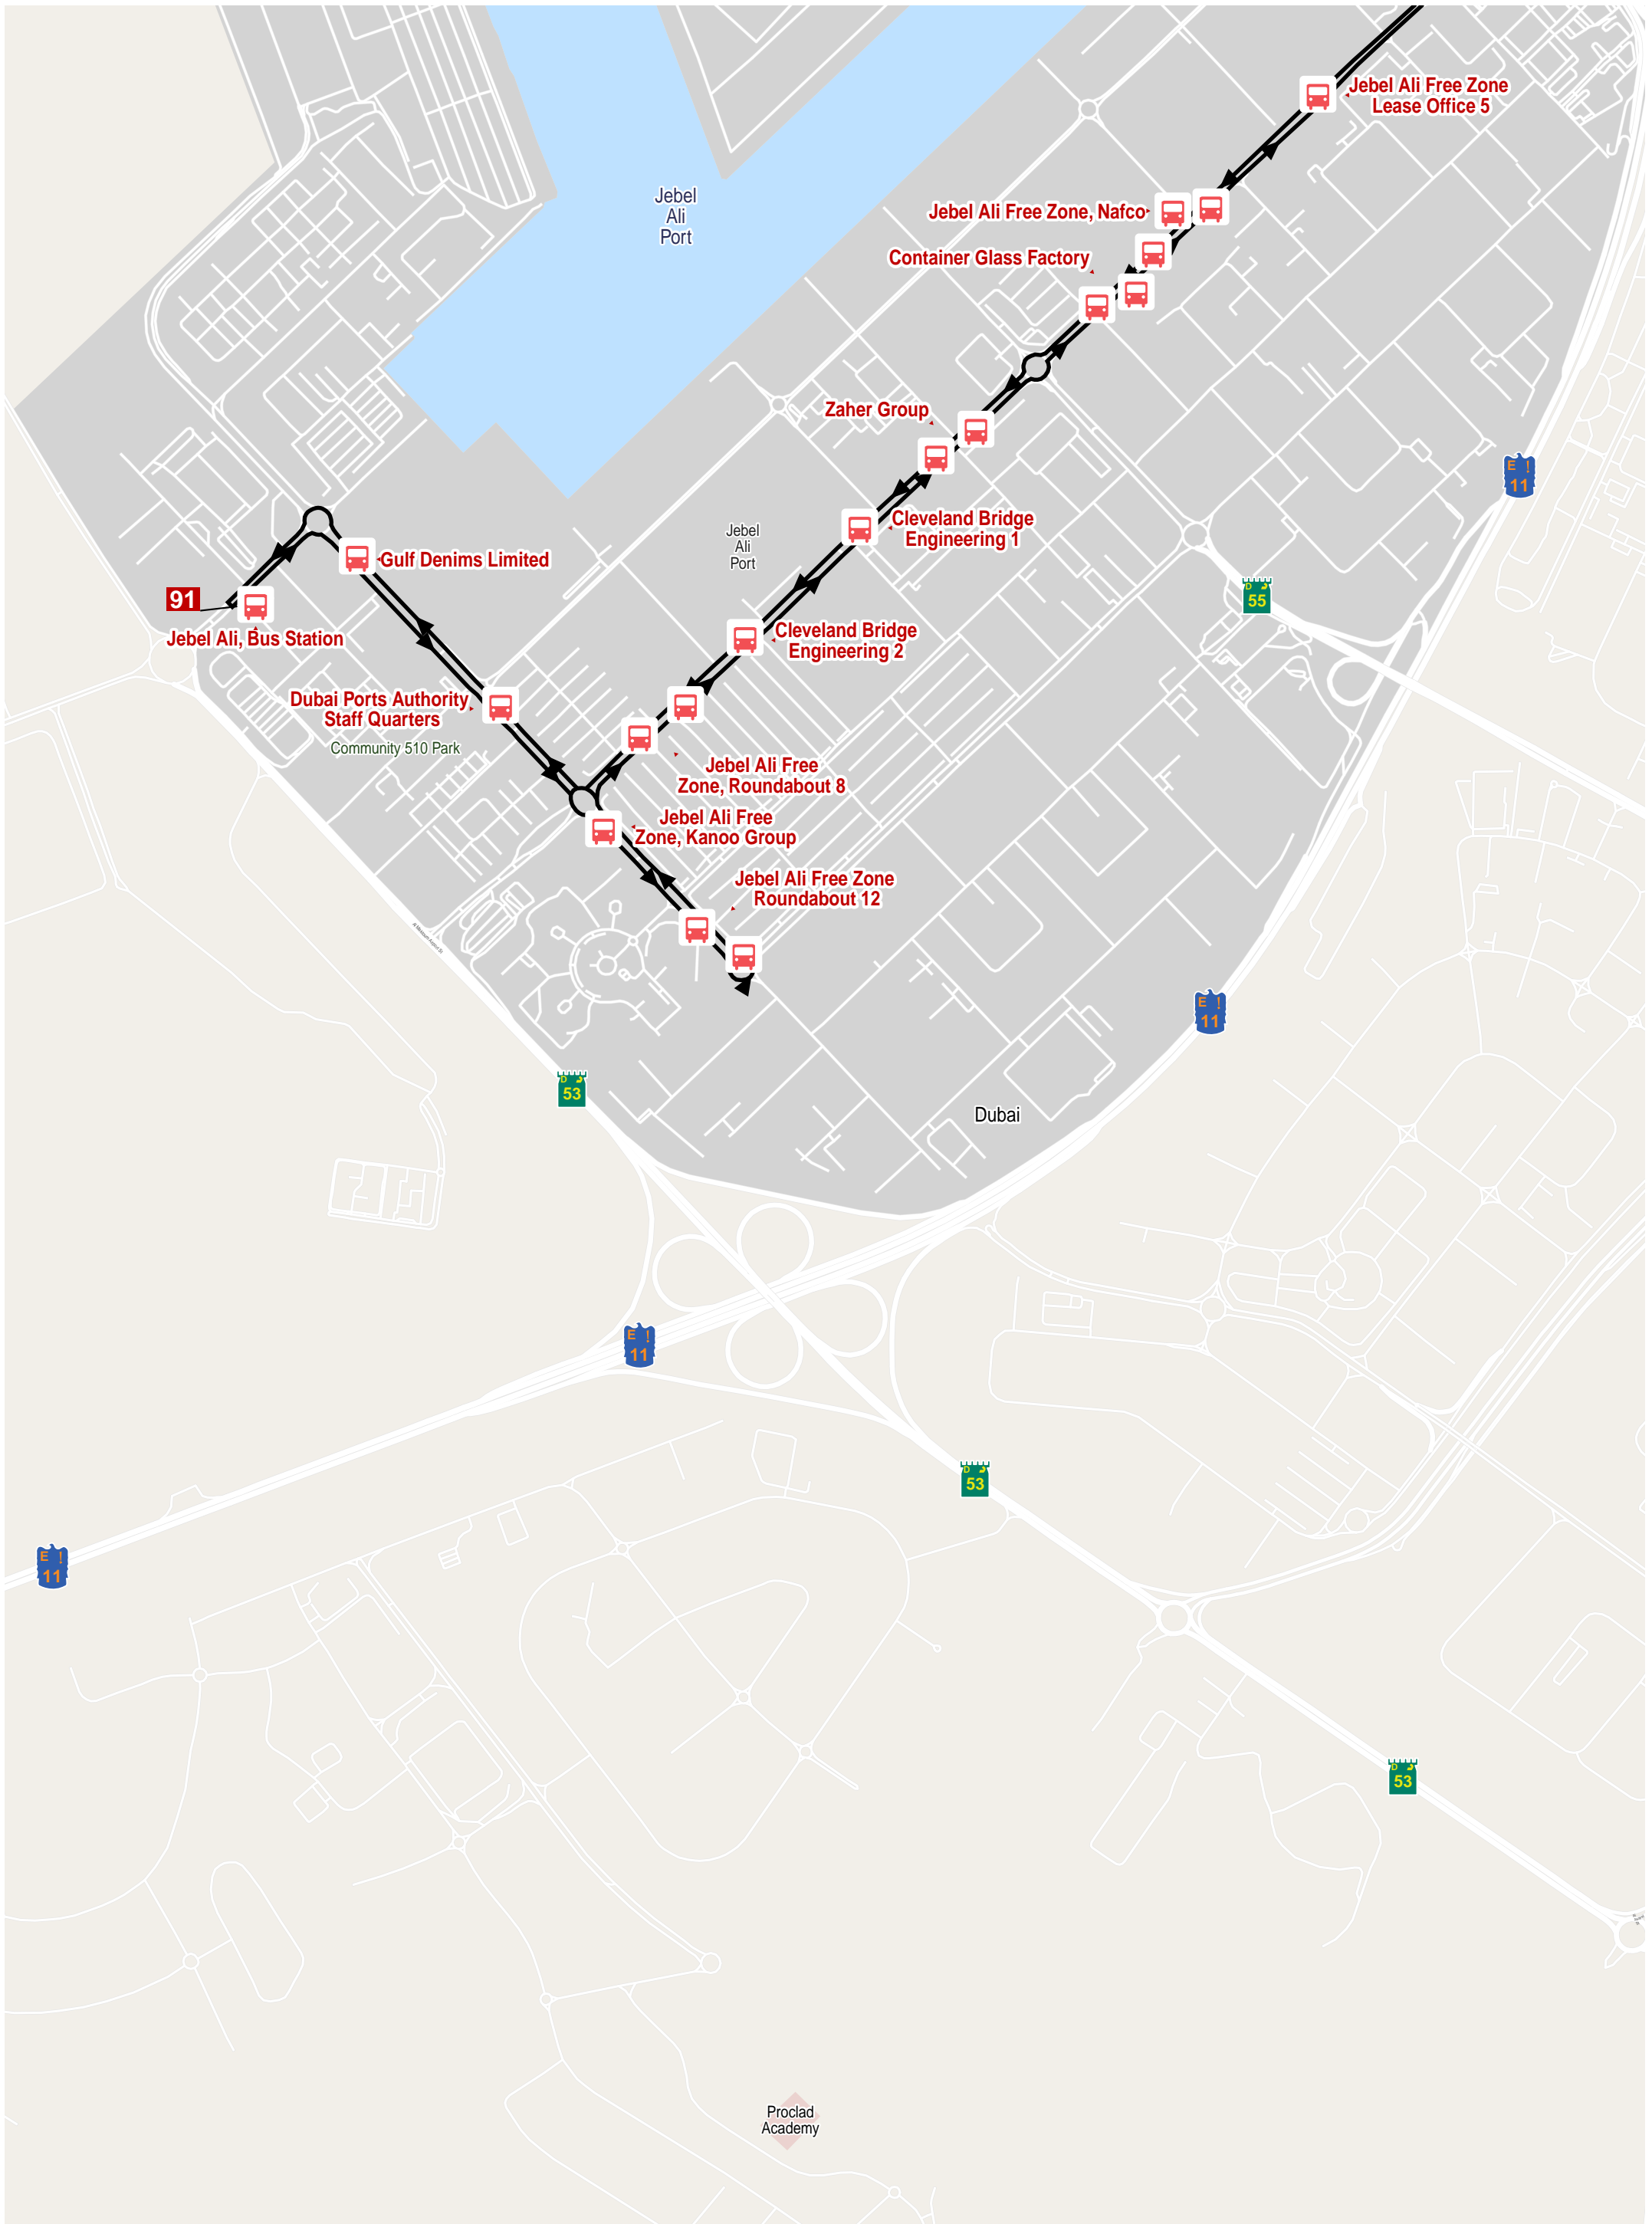 Jebel Ali Free Zone
Lease Office 5
Jebel
Ali
Port
Jebel Ali Free Zone, Nafco
Container Glass Factory
Zaher Group
E
11
Cleveland Bridge
Engineering 1
Jebel
Ali
Port
Gulf Denims Limited
D
55
91
Jebel Ali, Bus Station
Cleveland Bridge
Engineering 2
Dubai Ports Authority
Staff Quarters
Community 510 Park
Jebel Ali Free
Zone, Roundabout 8
Jebel Ali Free
Zone, Kanoo Group
Jebel Ali Free Zone
Roundabout 12
E
11
D
53
Dubai
E
11
D
53
E
11
D
53
Proclad
Academy